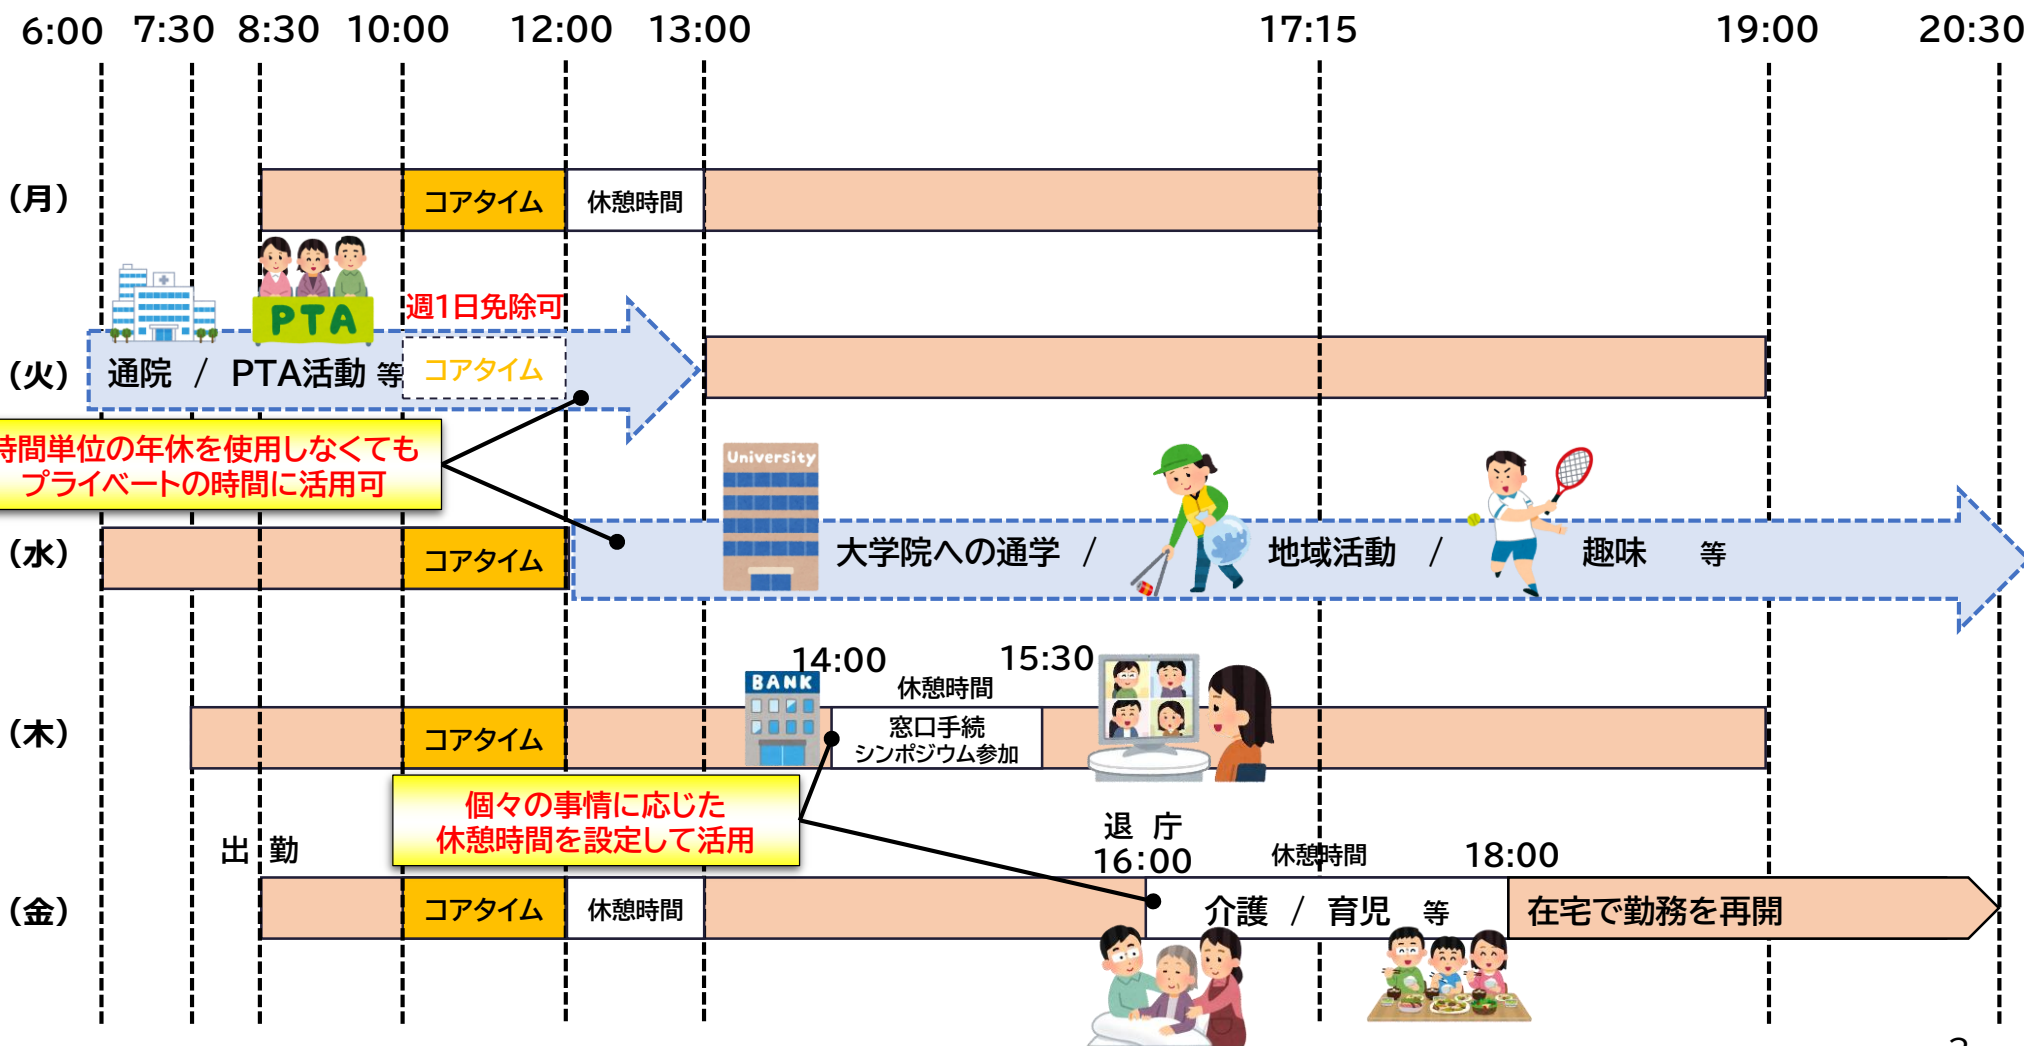 6:00 7:30 8:30 10:00 12:00 13:00 17:15 19:00 20:30
(月) コアタイム 休憩時間
PTA
週1日免除可
(火) 通院 / PTA活動 等 コアタイム
時間単位の年休を使用しなくても
プライベートの時間に活用可
University
(水) コアタイム 大学院への通学 / 地域活動 / 趣味 等
14:00 15:30
休憩時間
BANK
(木) コアタイム 窓口手続
シンポジウム参加
個々の事情に応じた
休憩時間を設定して活用
出 勤 退 庁
16:00 休憩時間 18:00
(金) コアタイム 休憩時間 介護 / 育児 等 在宅で勤務を再開